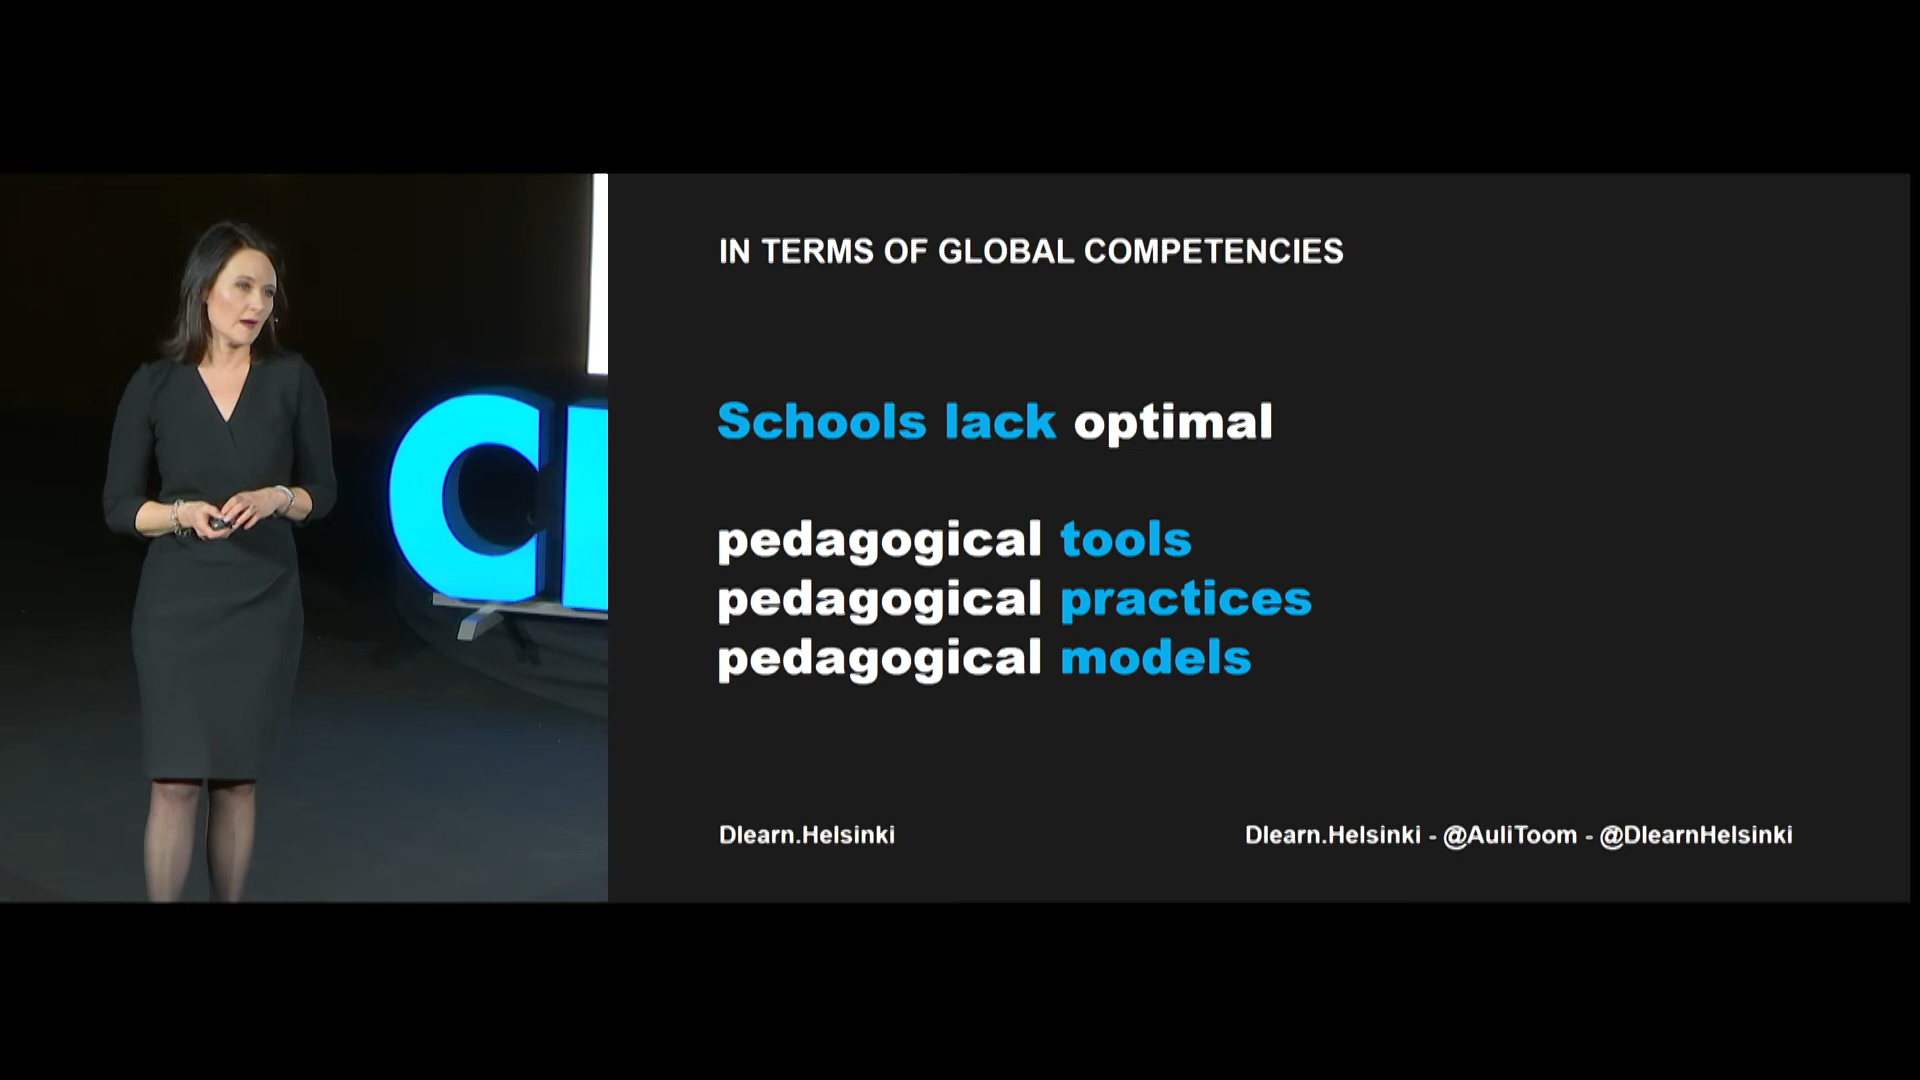 IN TERMS OF GLOBAL COMPETENCIES
Schools lack optimal
pedagogical tools
pedagogical practices
pedagogical models
Dlearn.Helsinki
Dlearn.Helsinki - @AuliToom - @DlearnHelsinki